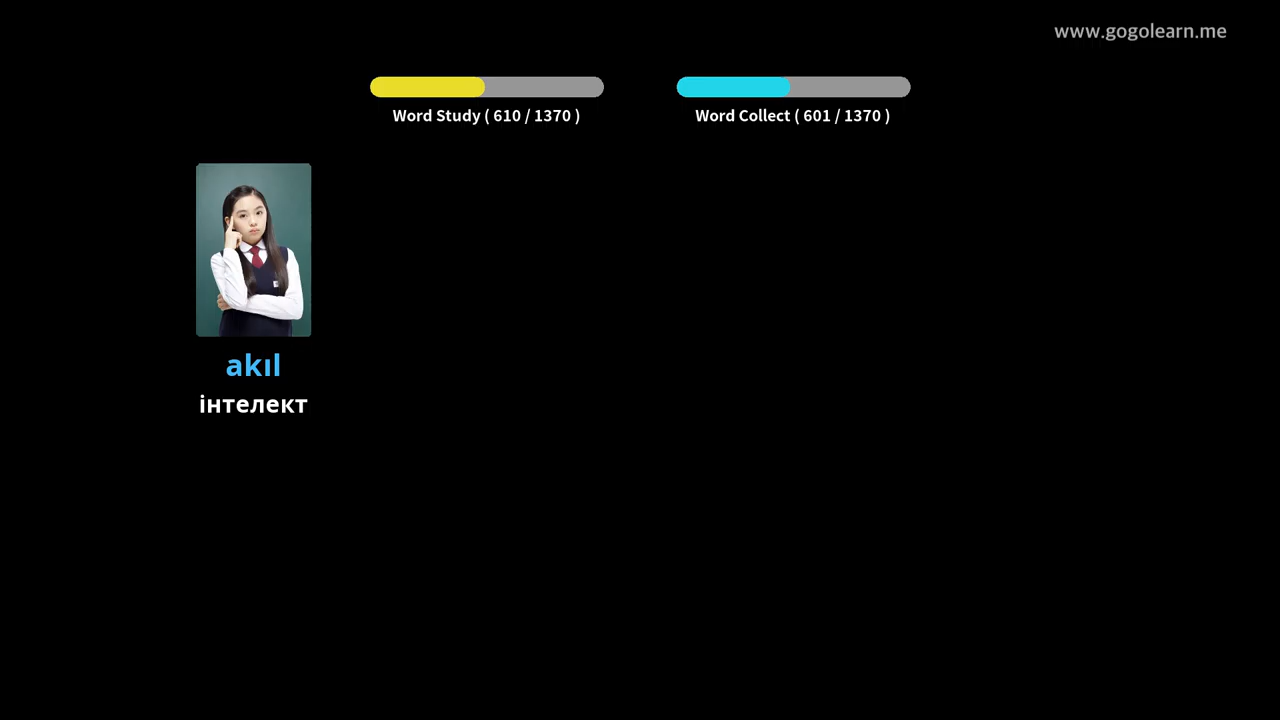 www.gogolearn.me
Word Study ( 610 / 1370 )
Word Collect ( 601 / 1370 )
akıl
інтелект